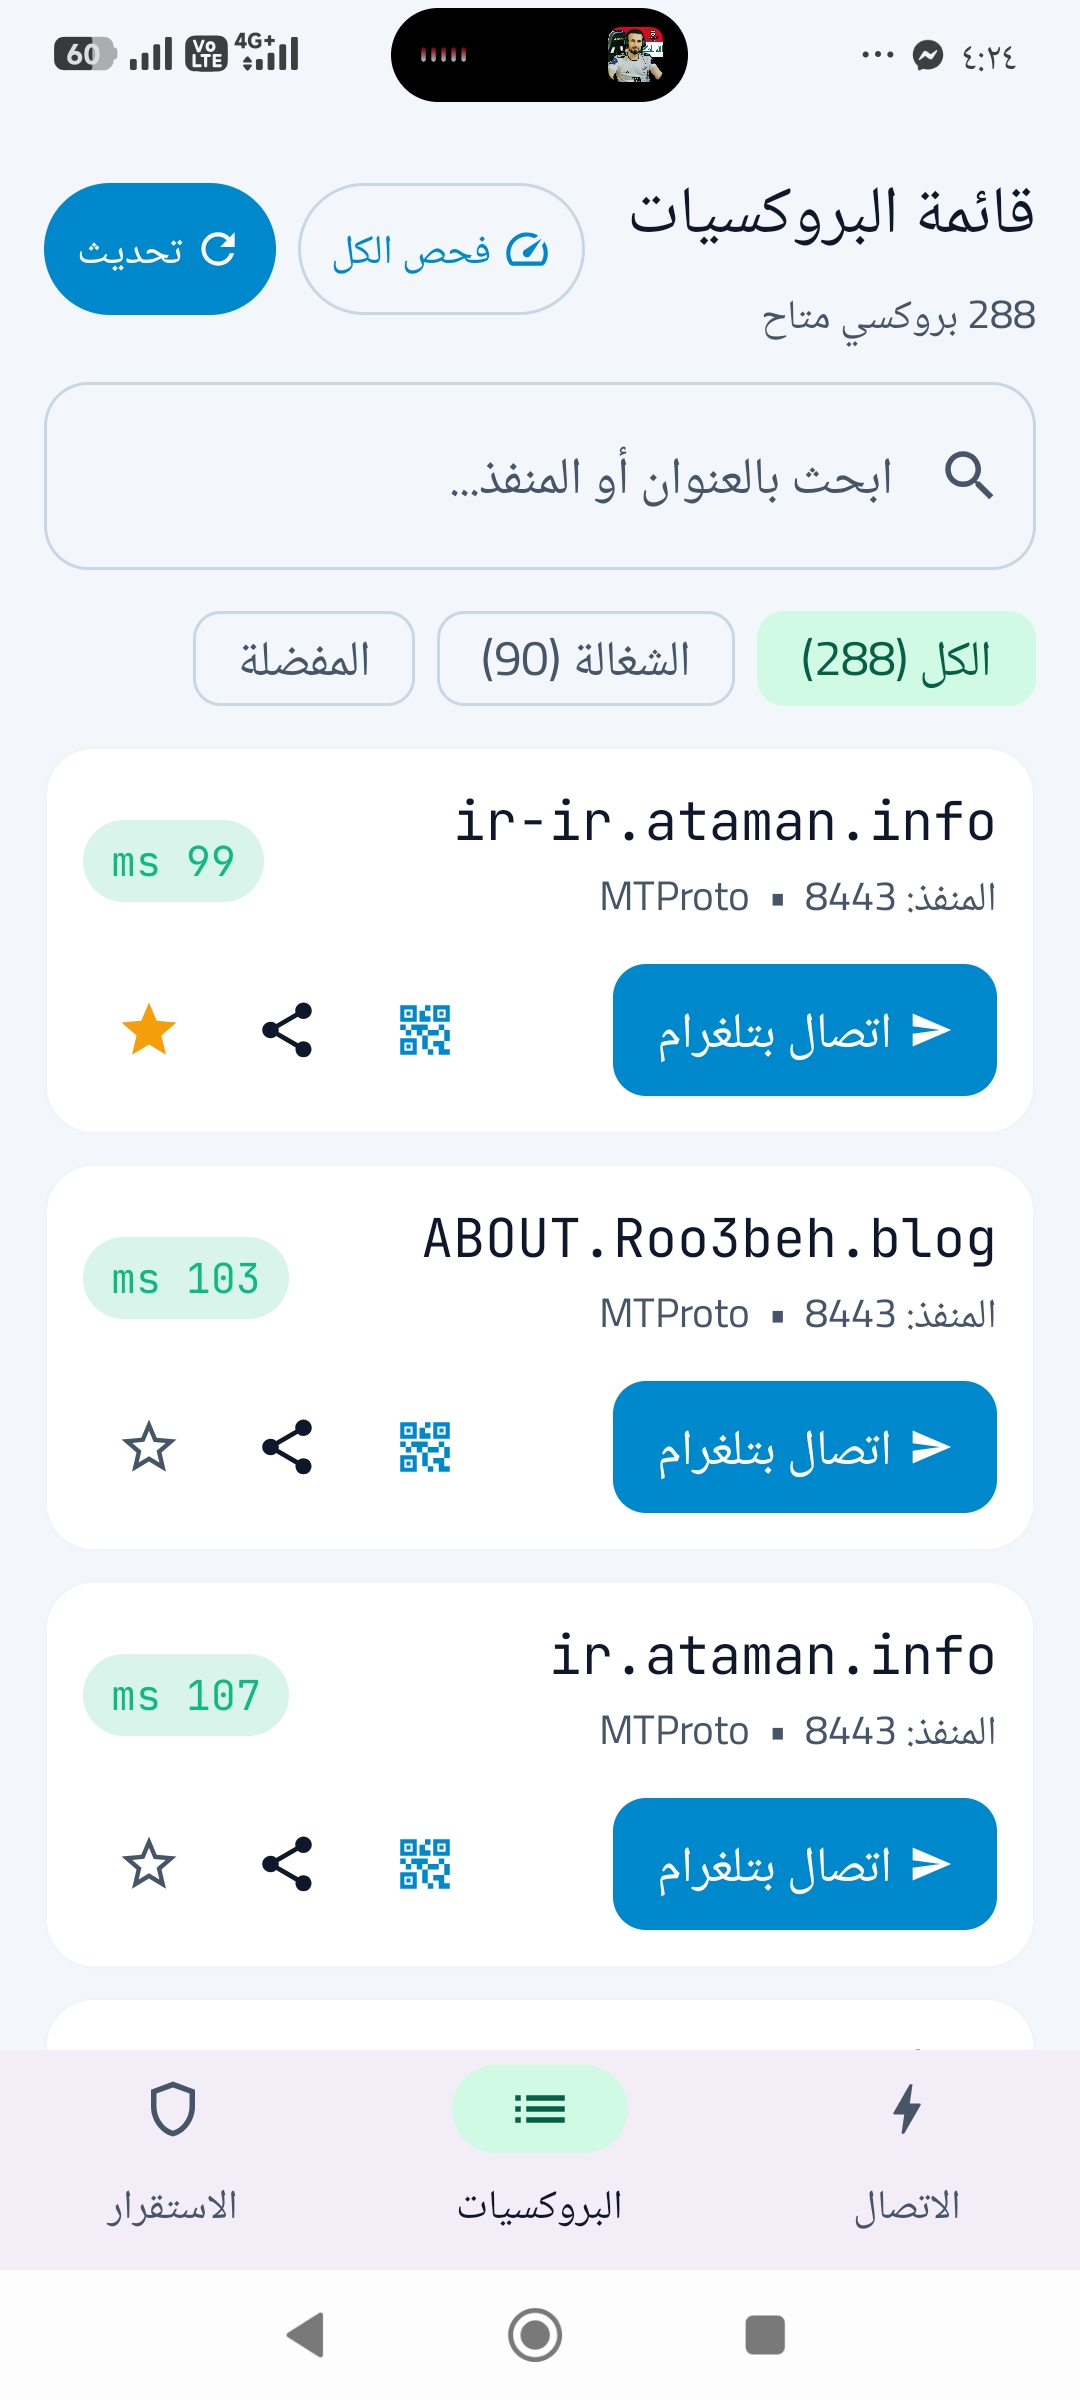 60 VO LTE 4G+ ٤:٢٤
قائمة البروكسيات
288 بروكسي متاح
فحص الكل
تحديث
ابحث بالعنوان أو المنفذ...
الكل (288)
الشغالة (90)
المفضلة
ir-ir.ataman.info
المنفذ: 8443 ▪ MTProto
99 ms
اتصال بتلغرام
ABOUT.Roo3beh.blog
المنفذ: 8443 ▪ MTProto
103 ms
اتصال بتلغرام
ir.ataman.info
المنفذ: 8443 ▪ MTProto
107 ms
اتصال بتلغرام
الاتصال
البروكسيات
الاستقرار